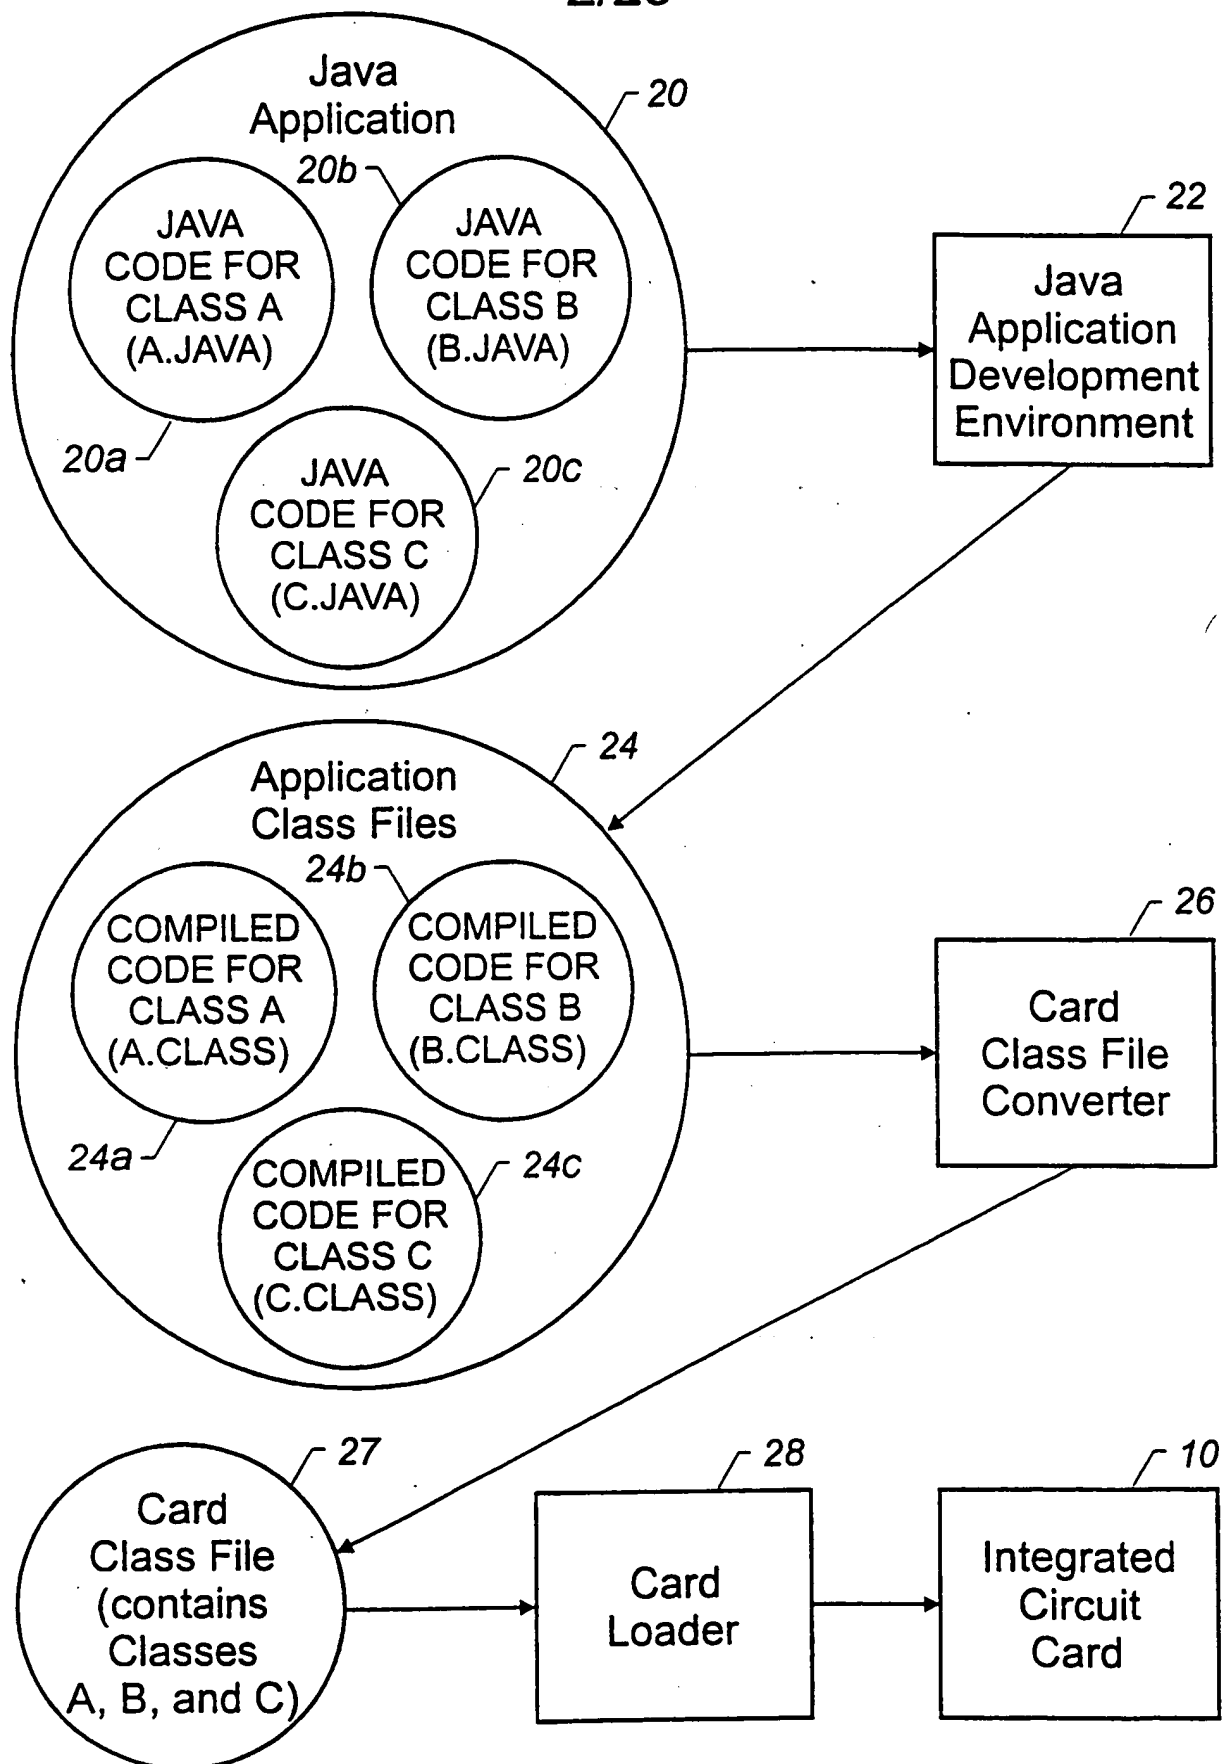 Java
Application
20
20b
JAVA
CODE FOR
CLASS A
(A.JAVA)
JAVA
CODE FOR
CLASS B
(B.JAVA)
20a
JAVA
CODE FOR
CLASS C
(C.JAVA)
20c
22
Java
Application
Development
Environment
Application
Class Files
24
24b
COMPILED
CODE FOR
CLASS A
(A.CLASS)
COMPILED
CODE FOR
CLASS B
(B.CLASS)
24a
COMPILED
CODE FOR
CLASS C
(C.CLASS)
24c
26
Card
Class File
Converter
27
Card
Class File
(contains
Classes
A, B, and C)
28
Card
Loader
10
Integrated
Circuit
Card